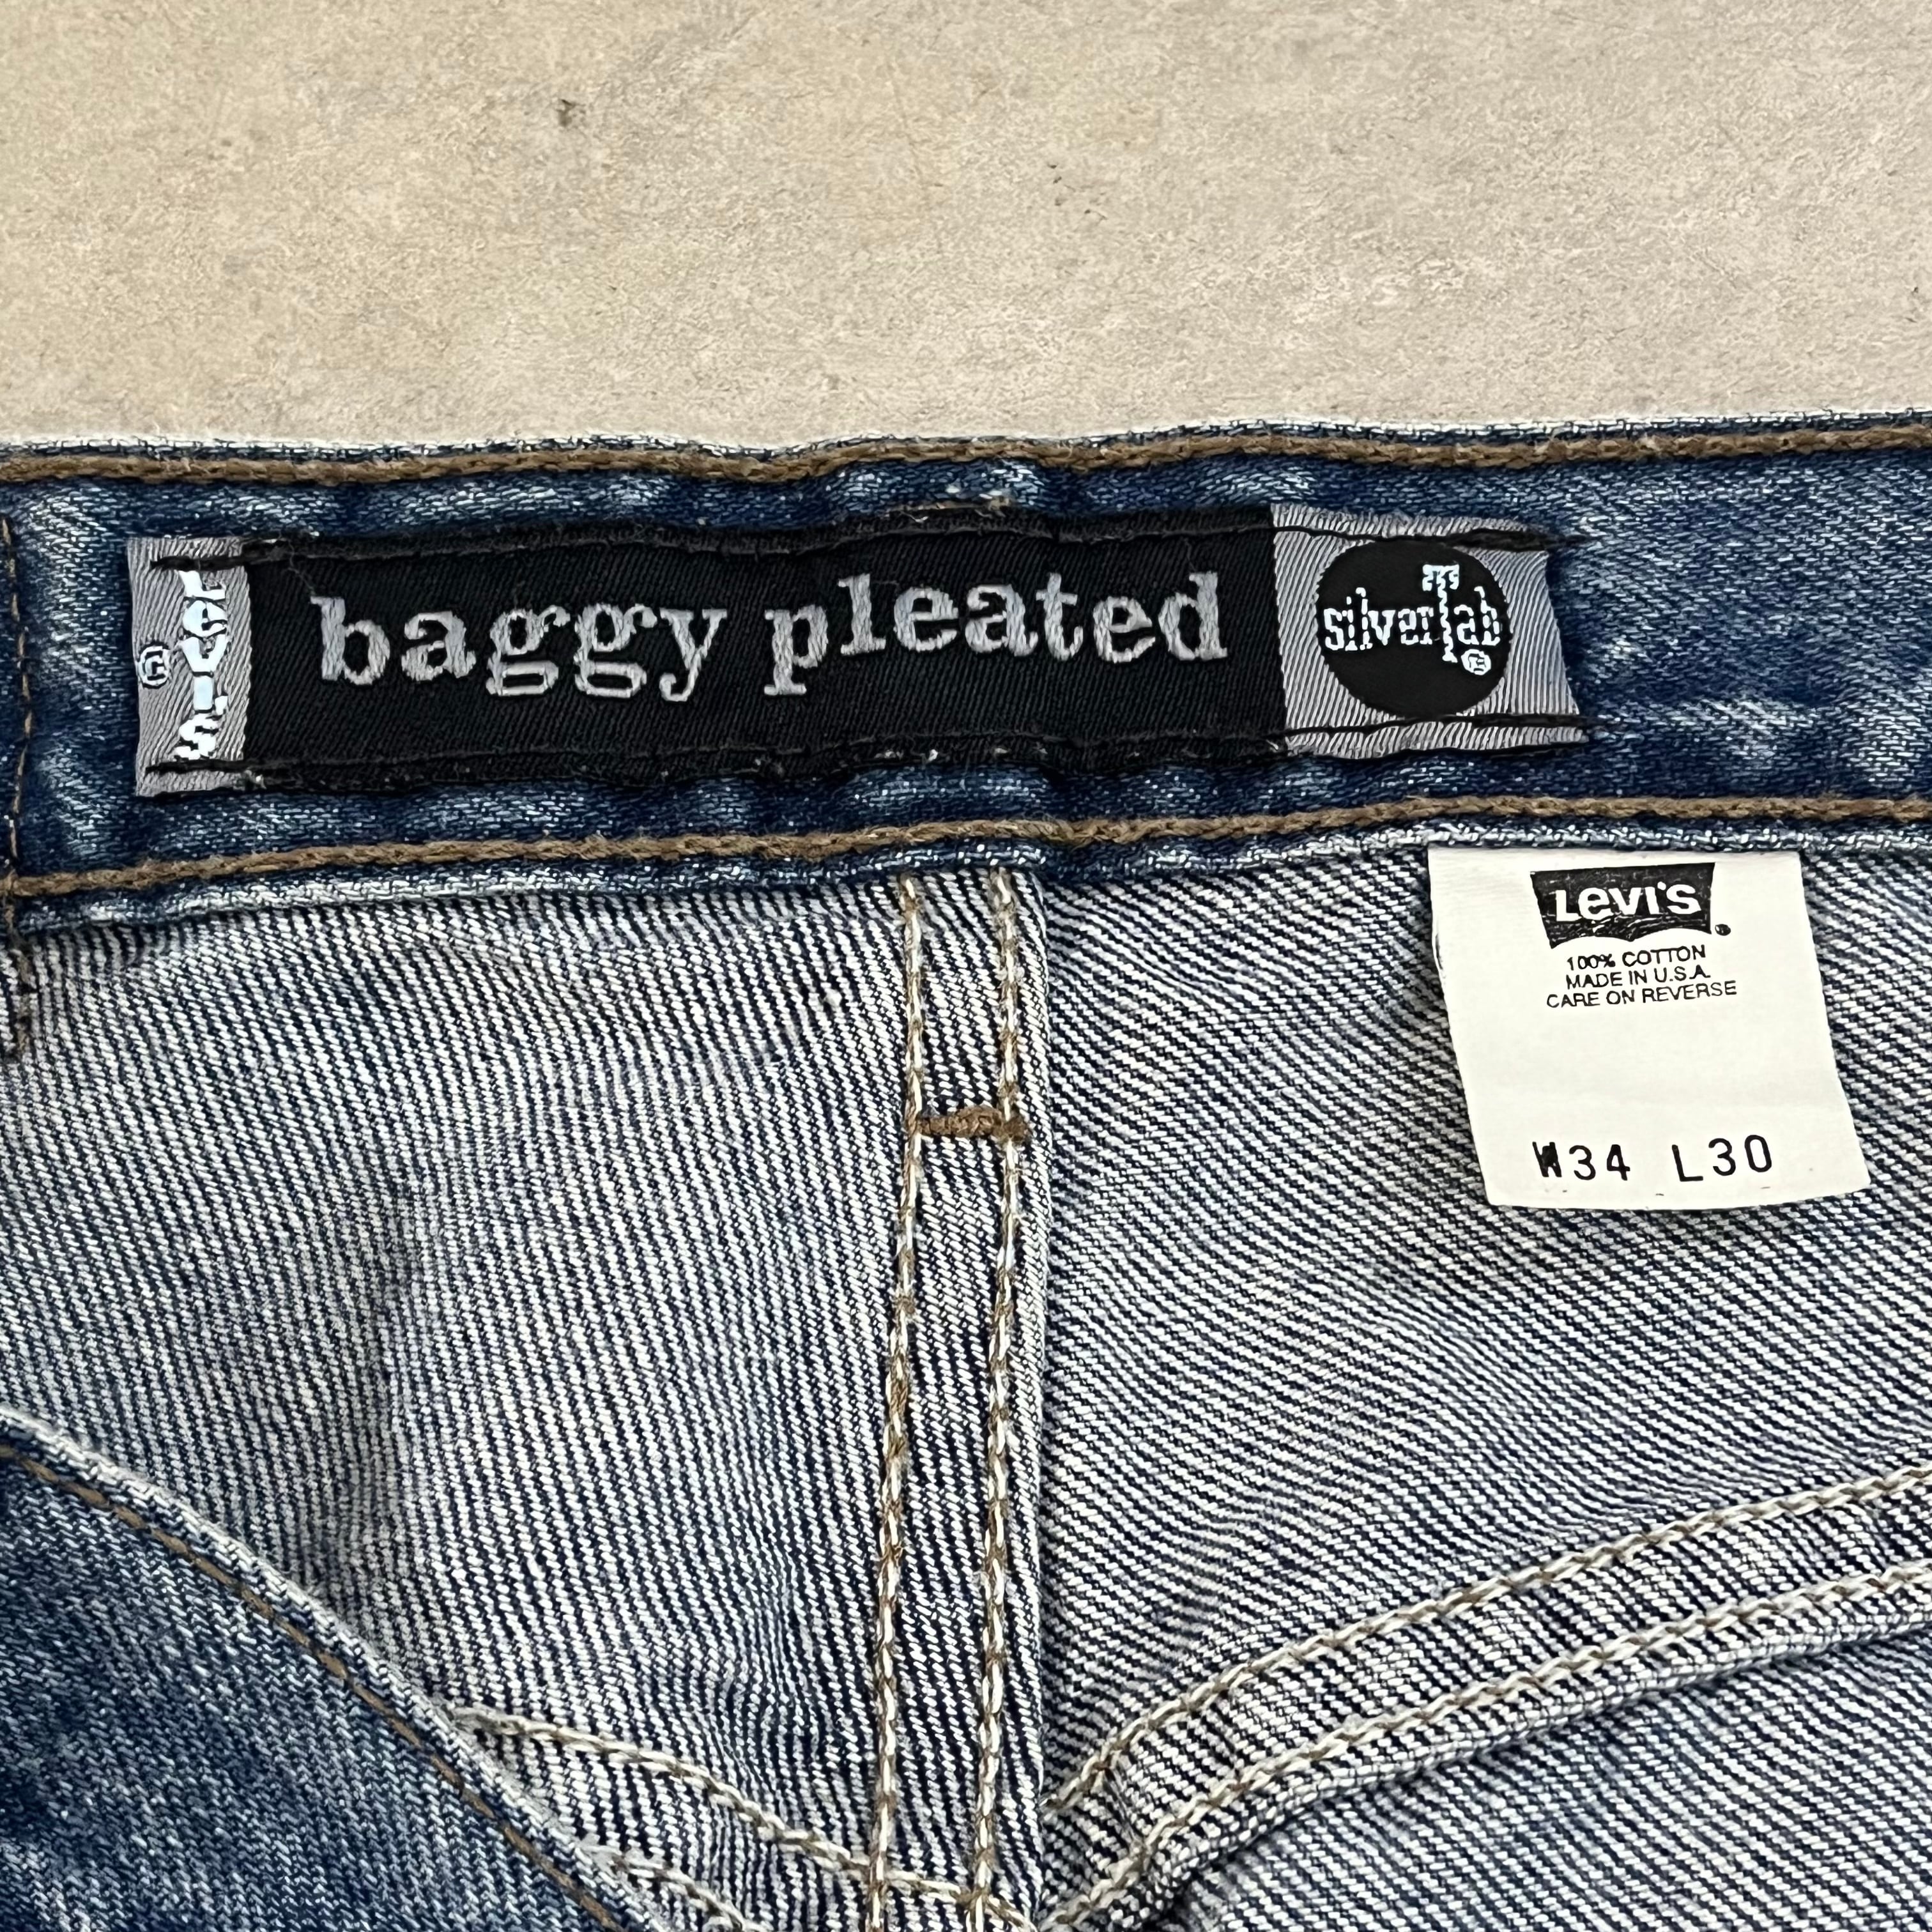 LEVI'S
®
baggy pleated
silverTab
®
LEVI'S
100% COTTON
MADE IN U.S.A.
CARE ON REVERSE
W34 L30